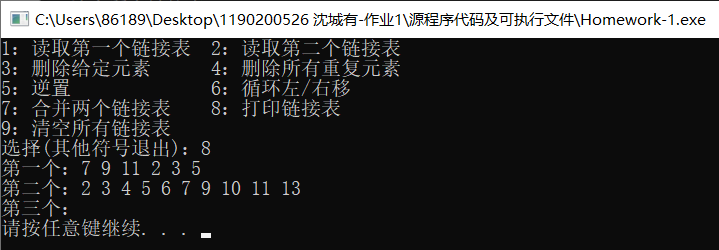 C:\Users\86189\Desktop\1190200526 沈城有-作业1\源程序代码及可执行文件\Homework-1.exe
1：读取第一个链接表  2：读取第二个链接表
3：删除给定元素      4：删除所有重复元素
5：逆置              6：循环左/右移
7：合并两个链接表    8：打印链接表
9：清空所有链接表
选择(其他符号退出)：8
第一个：7 9 11 2 3 5
第二个：2 3 4 5 6 7 9 10 11 13
第三个：
请按任意键继续. . .